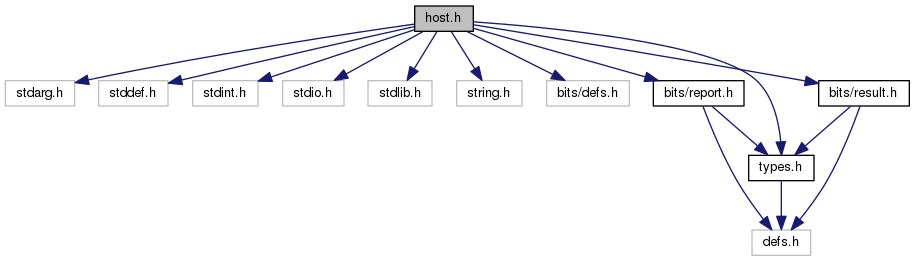 host.h
stdarg.h
stddef.h
stdint.h
stdio.h
stdlib.h
string.h
bits/defs.h
bits/report.h
bits/result.h
types.h
defs.h